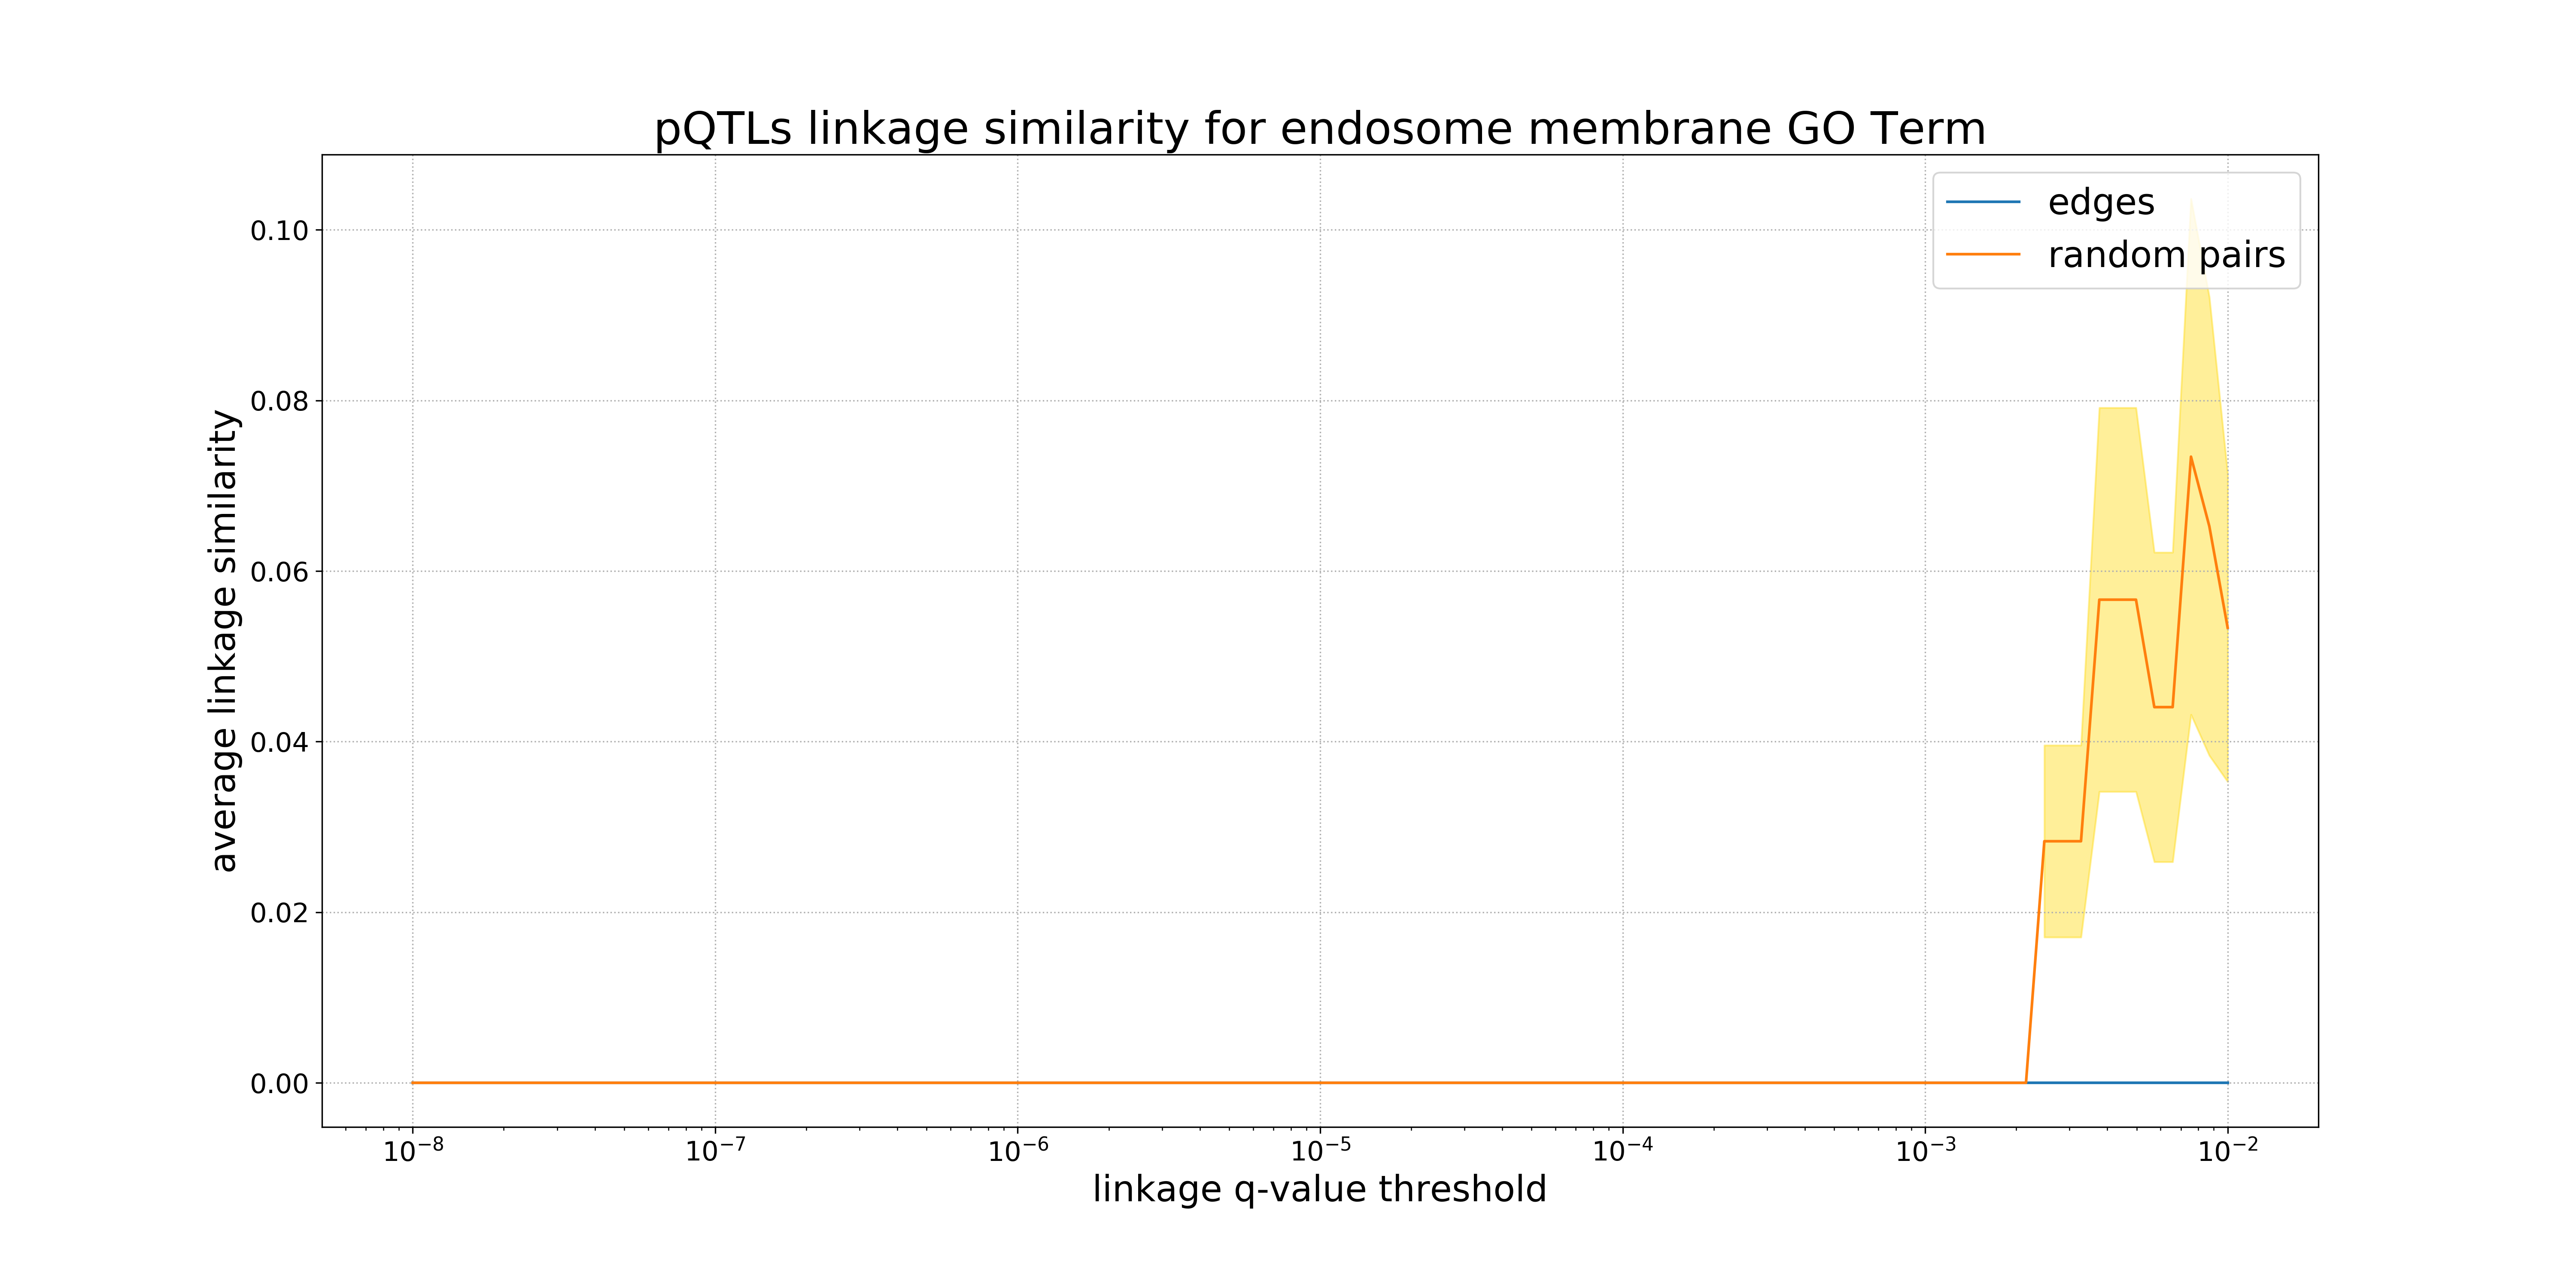 pQTLs linkage similarity for endosome membrane GO Term
edges
random pairs
average linkage similarity
0.10
0.08
0.06
0.04
0.02
0.00
10⁻⁸ 10⁻⁷ 10⁻⁶ 10⁻⁵ 10⁻⁴ 10⁻³ 10⁻²
linkage q-value threshold